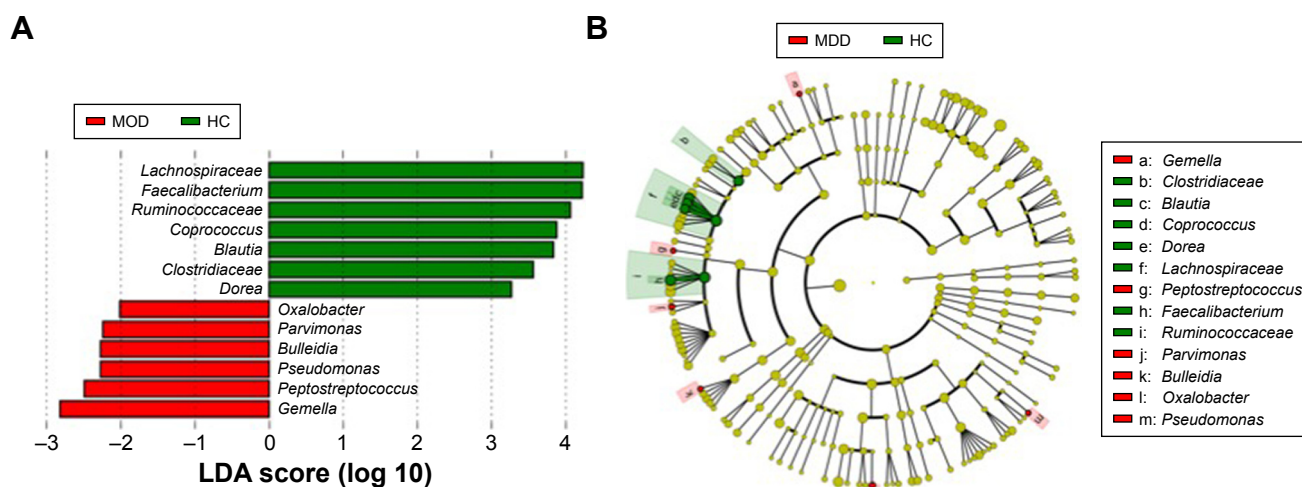 A
MOD HC
Lachnospiraceae
Faecalibacterium
Ruminococcaceae
Coprococcus
Blautia
Clostridiaceae
Dorea
Oxalobacter
Parvimonas
Bulleidia
Pseudomonas
Peptostreptococcus
Gemella
–3 –2 –1 0 1 2 3 4
LDA score (log 10)
B
MDD HC
a
b
f
edc
g
i
h
j
k
m
a: Gemella
b: Clostridiaceae
c: Blautia
d: Coprococcus
e: Dorea
f: Lachnospiraceae
g: Peptostreptococcus
h: Faecalibacterium
i: Ruminococcaceae
j: Parvimonas
k: Bulleidia
l: Oxalobacter
m: Pseudomonas